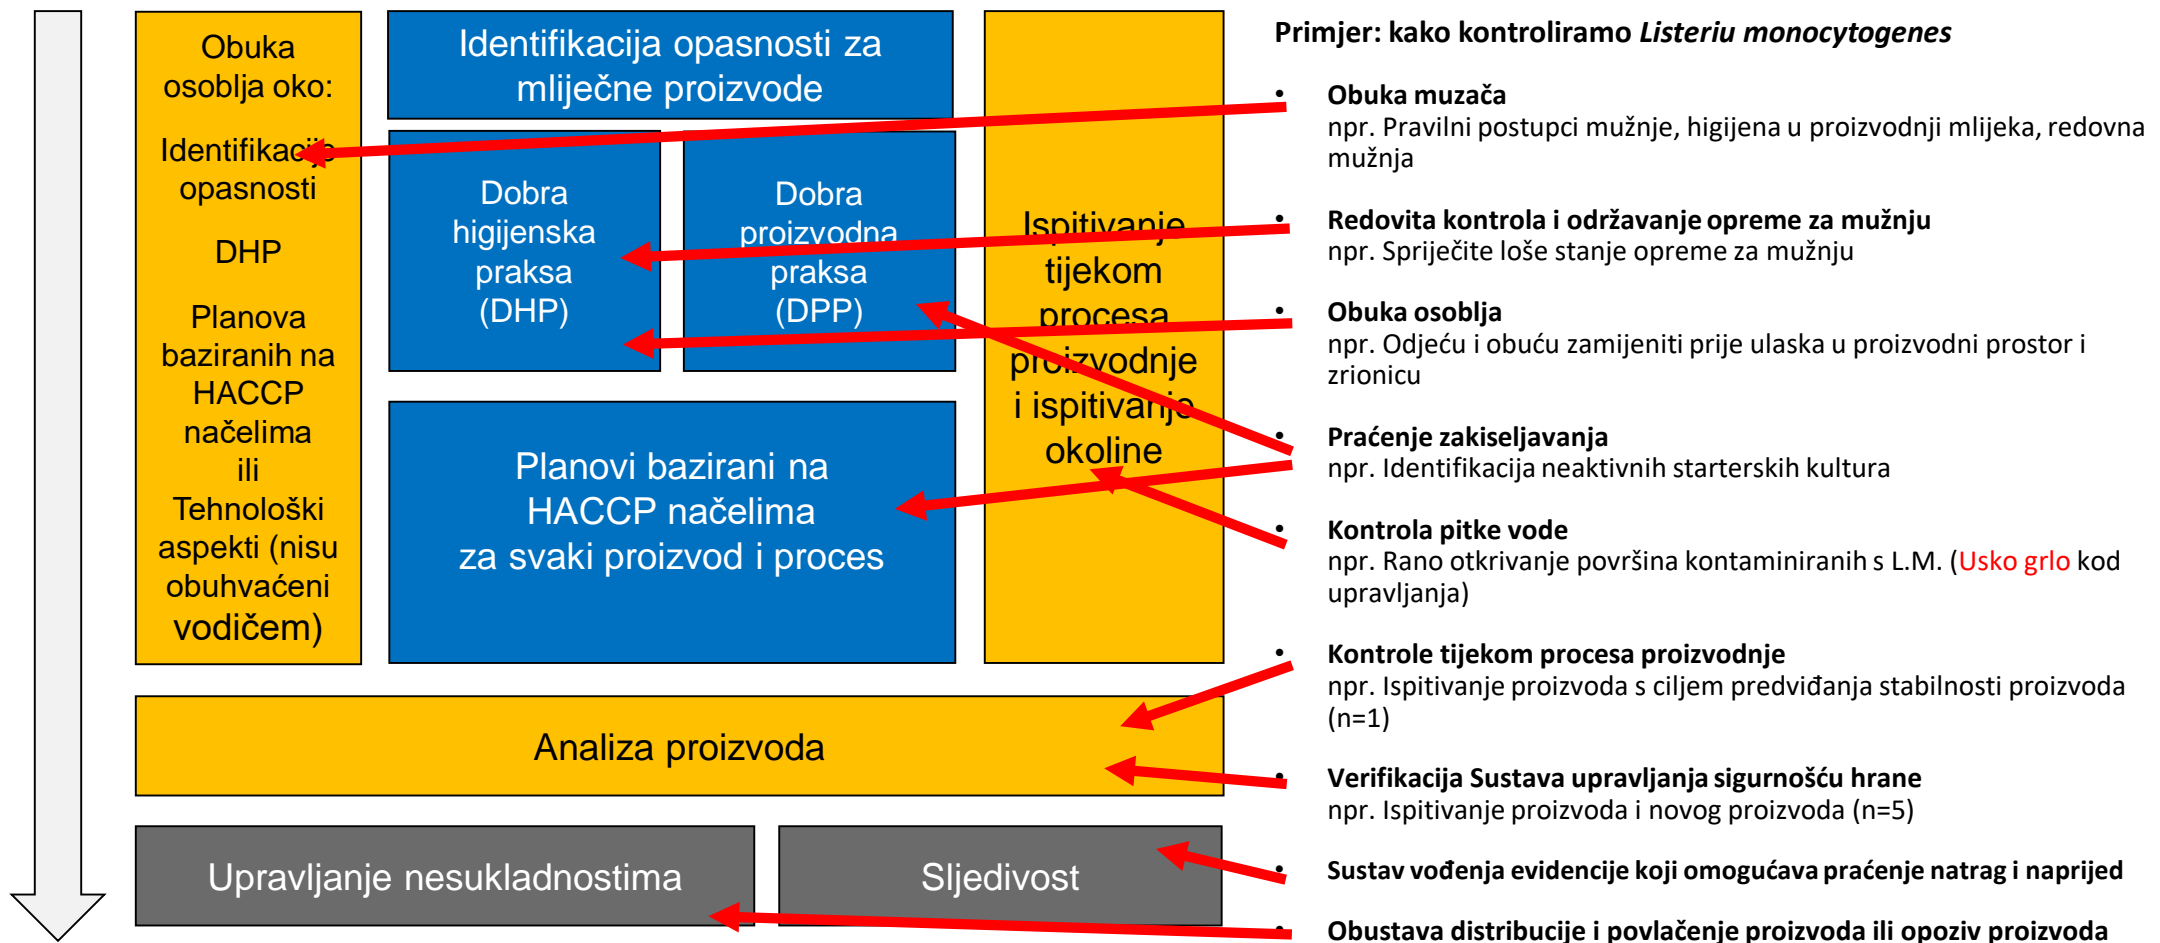 Obuka
osoblja oko:
Identifikacije
opasnosti
DHP
Planova
baziranih na
HACCP
načelima
ili
Tehnološki
aspekti (nisu
obuhvaćeni
vodičem)
Identifikacija opasnosti za
mliječne proizvode
Dobra
higijenska
praksa
(DHP)
Dobra
proizvodna
praksa
(DPP)
Planovi bazirani na
HACCP načelima
za svaki proizvod i proces
Ispitivanje
tijekom
procesa
proizvodnje
i ispitivanje
okoline
Analiza proizvoda
Upravljanje nesukladnostima
Sljedivost
Primjer: kako kontroliramo Listeriu monocytogenes
• Obuka muzača
npr. Pravilni postupci mužnje, higijena u proizvodnji mlijeka, redovna
mužnja
• Redovita kontrola i održavanje opreme za mužnju
npr. Spriječite loše stanje opreme za mužnju
• Obuka osoblja
npr. Odjeću i obuću zamijeniti prije ulaska u proizvodni prostor i
zrionicu
• Praćenje zakiseljavanja
npr. Identifikacija neaktivnih starterskih kultura
• Kontrola pitke vode
npr. Rano otkrivanje površina kontaminiranih s L.M. (Usko grlo kod
upravljanja)
• Kontrole tijekom procesa proizvodnje
npr. Ispitivanje proizvoda s ciljem predviđanja stabilnosti proizvoda
(n=1)
• Verifikacija Sustava upravljanja sigurnošću hrane
npr. Ispitivanje proizvoda i novog proizvoda (n=5)
• Sustav vođenja evidencije koji omogućava praćenje natrag i naprijed
• Obustava distribucije i povlačenje proizvoda ili opoziv proizvoda